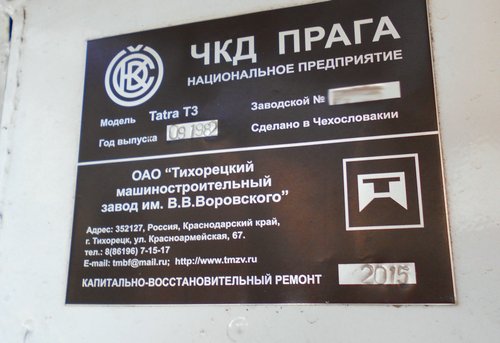 ЧКД ПРАГА
НАЦИОНАЛЬНОЕ ПРЕДПРИЯТИЕ
Модель Tatra T3
Заводской №
Год выпуска 09.1982
Сделано в Чехословакии
ОАО "Тихорецкий
машиностроительный
завод им. В.В.Воровского"
Адрес: 352127, Россия, Краснодарский край,
г. Тихорецк, ул. Красноармейская, 67.
тел.: 8(86196) 7-15-17
E-mail: tmbf@mail.ru; http://www.tmzv.ru
КАПИТАЛЬНО-ВОССТАНОВИТЕЛЬНЫЙ РЕМОНТ 2015